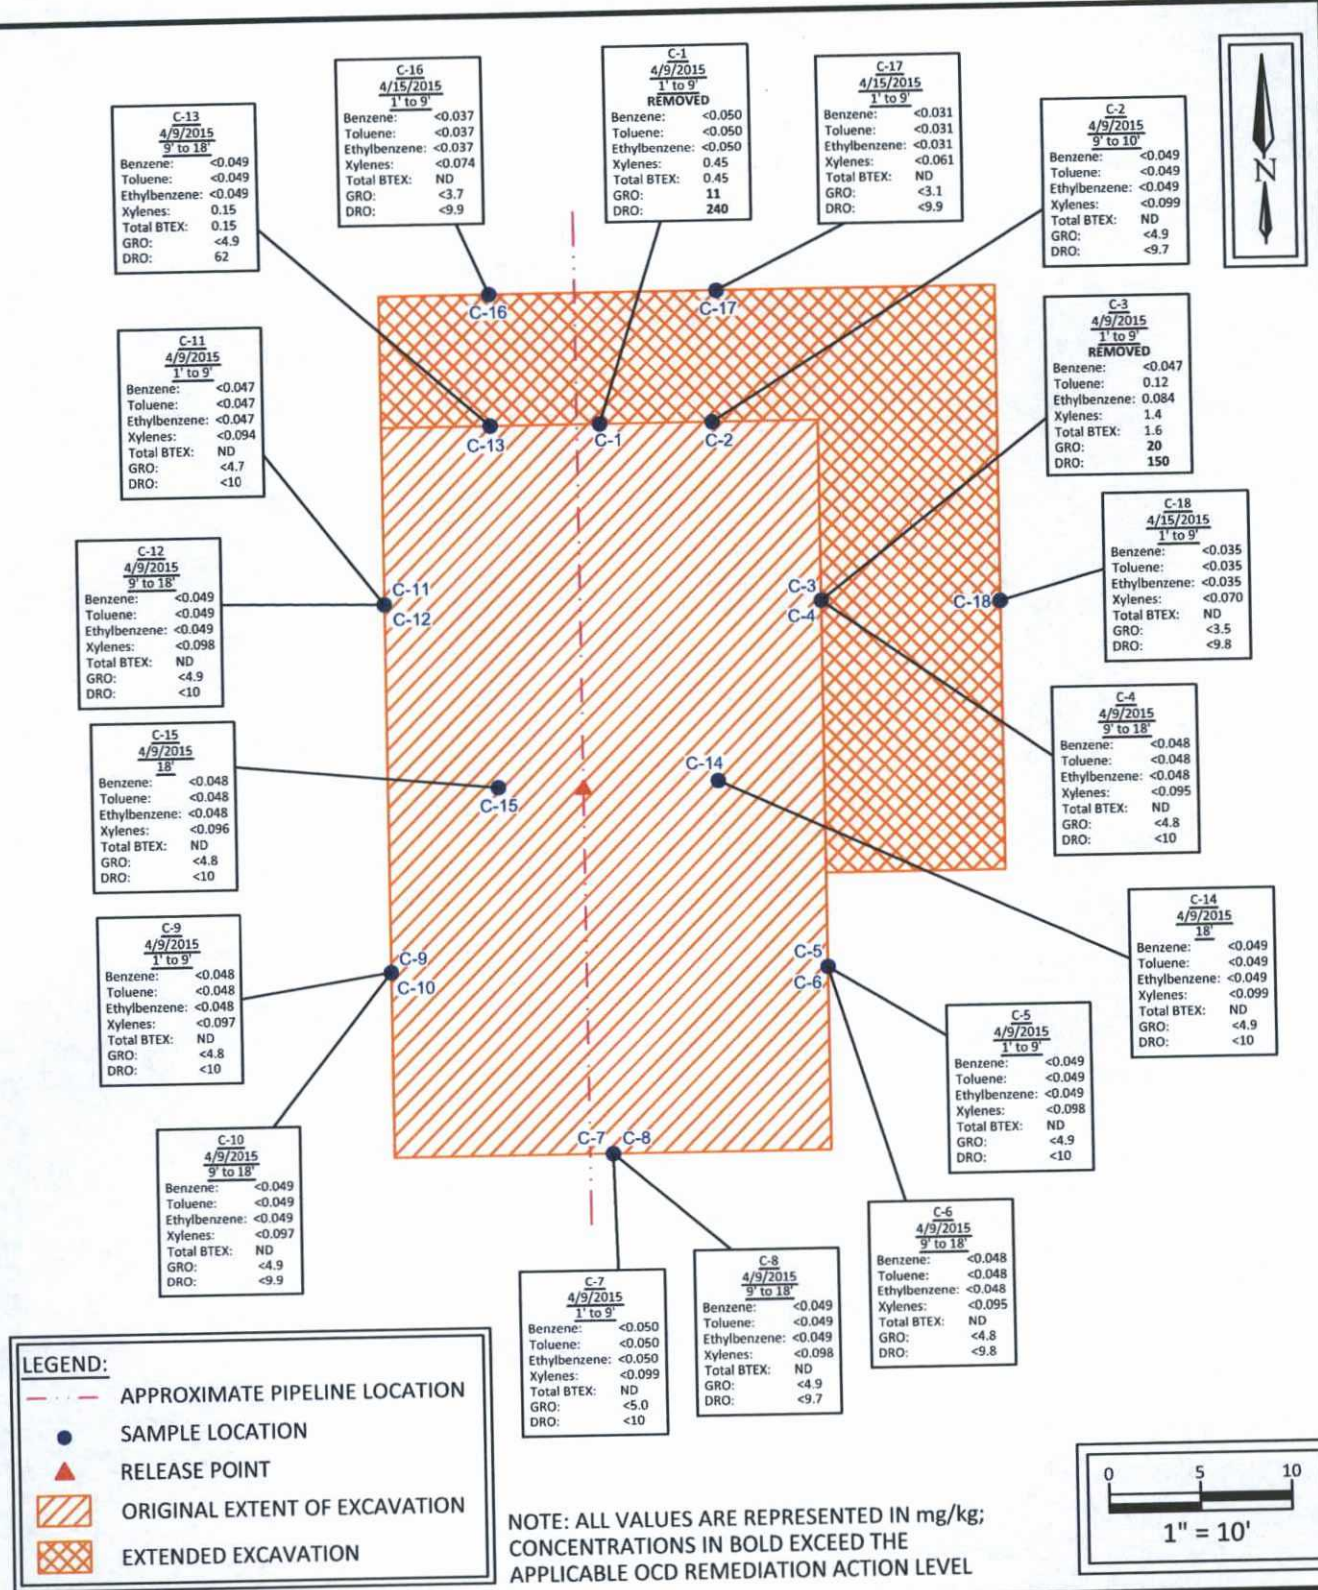 C-13
4/9/2015
9' to 18'
Benzene: <0.049
Toluene: <0.049
Ethylbenzene: <0.049
Xylenes: 0.15
Total BTEX: 0.15
GRO: <4.9
DRO: 62
C-16
4/15/2015
1' to 9'
Benzene: <0.037
Toluene: <0.037
Ethylbenzene: <0.037
Xylenes: <0.074
Total BTEX: ND
GRO: <3.7
DRO: <9.9
C-1
4/9/2015
1' to 9'
REMOVED
Benzene: <0.050
Toluene: <0.050
Ethylbenzene: <0.050
Xylenes: 0.45
Total BTEX: 0.45
GRO: 11
DRO: 240
C-17
4/15/2015
1' to 9'
Benzene: <0.031
Toluene: <0.031
Ethylbenzene: <0.031
Xylenes: <0.061
Total BTEX: ND
GRO: <3.1
DRO: <9.9
C-2
4/9/2015
9' to 10'
Benzene: <0.049
Toluene: <0.049
Ethylbenzene: <0.049
Xylenes: <0.099
Total BTEX: ND
GRO: <4.9
DRO: <9.7
N
C-11
4/9/2015
1' to 9'
Benzene: <0.047
Toluene: <0.047
Ethylbenzene: <0.047
Xylenes: <0.094
Total BTEX: ND
GRO: <4.7
DRO: <10
C-3
4/9/2015
1' to 9'
REMOVED
Benzene: <0.047
Toluene: 0.12
Ethylbenzene: 0.084
Xylenes: 1.4
Total BTEX: 1.6
GRO: 20
DRO: 150
C-12
4/9/2015
9' to 18'
Benzene: <0.049
Toluene: <0.049
Ethylbenzene: <0.049
Xylenes: <0.098
Total BTEX: ND
GRO: <4.9
DRO: <10
C-18
4/15/2015
1' to 9'
Benzene: <0.035
Toluene: <0.035
Ethylbenzene: <0.035
Xylenes: <0.070
Total BTEX: ND
GRO: <3.5
DRO: <9.8
C-15
4/9/2015
18'
Benzene: <0.048
Toluene: <0.048
Ethylbenzene: <0.048
Xylenes: <0.096
Total BTEX: ND
GRO: <4.8
DRO: <10
C-4
4/9/2015
9' to 18'
Benzene: <0.048
Toluene: <0.048
Ethylbenzene: <0.048
Xylenes: <0.095
Total BTEX: ND
GRO: <4.8
DRO: <10
C-9
4/9/2015
1' to 9'
Benzene: <0.048
Toluene: <0.048
Ethylbenzene: <0.048
Xylenes: <0.097
Total BTEX: ND
GRO: <4.8
DRO: <10
C-14
4/9/2015
18'
Benzene: <0.049
Toluene: <0.049
Ethylbenzene: <0.049
Xylenes: <0.099
Total BTEX: ND
GRO: <4.9
DRO: <10
C-10
4/9/2015
9' to 18'
Benzene: <0.049
Toluene: <0.049
Ethylbenzene: <0.049
Xylenes: <0.097
Total BTEX: ND
GRO: <4.9
DRO: <9.9
C-5
4/9/2015
1' to 9'
Benzene: <0.049
Toluene: <0.049
Ethylbenzene: <0.049
Xylenes: <0.098
Total BTEX: ND
GRO: <4.9
DRO: <10
C-7
4/9/2015
1' to 9'
Benzene: <0.050
Toluene: <0.050
Ethylbenzene: <0.050
Xylenes: <0.099
Total BTEX: ND
GRO: <5.0
DRO: <10
C-8
4/9/2015
9' to 18'
Benzene: <0.049
Toluene: <0.049
Ethylbenzene: <0.049
Xylenes: <0.098
Total BTEX: ND
GRO: <4.9
DRO: <9.7
C-6
4/9/2015
9' to 18'
Benzene: <0.048
Toluene: <0.048
Ethylbenzene: <0.048
Xylenes: <0.095
Total BTEX: ND
GRO: <4.8
DRO: <9.8
C-16
C-17
C-13
C-1
C-2
C-11
C-12
C-3
C-4
C-18
C-15
C-14
C-9
C-10
C-5
C-6
C-7
C-8
LEGEND:
APPROXIMATE PIPELINE LOCATION
SAMPLE LOCATION
RELEASE POINT
ORIGINAL EXTENT OF EXCAVATION
EXTENDED EXCAVATION
NOTE: ALL VALUES ARE REPRESENTED IN mg/kg;
CONCENTRATIONS IN BOLD EXCEED THE
APPLICABLE OCD REMEDIATION ACTION LEVEL
0 5 10
1" = 10'